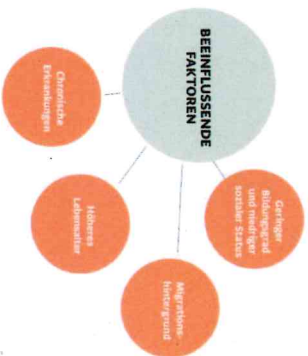 BEEINFLUSSENDE
FAKTOREN
Geringer
Bildungsgrad
und niedriger
sozialer Status
Migrations-
hintergrund
Höheres
Lebensalter
Chronische
Erkrankungen